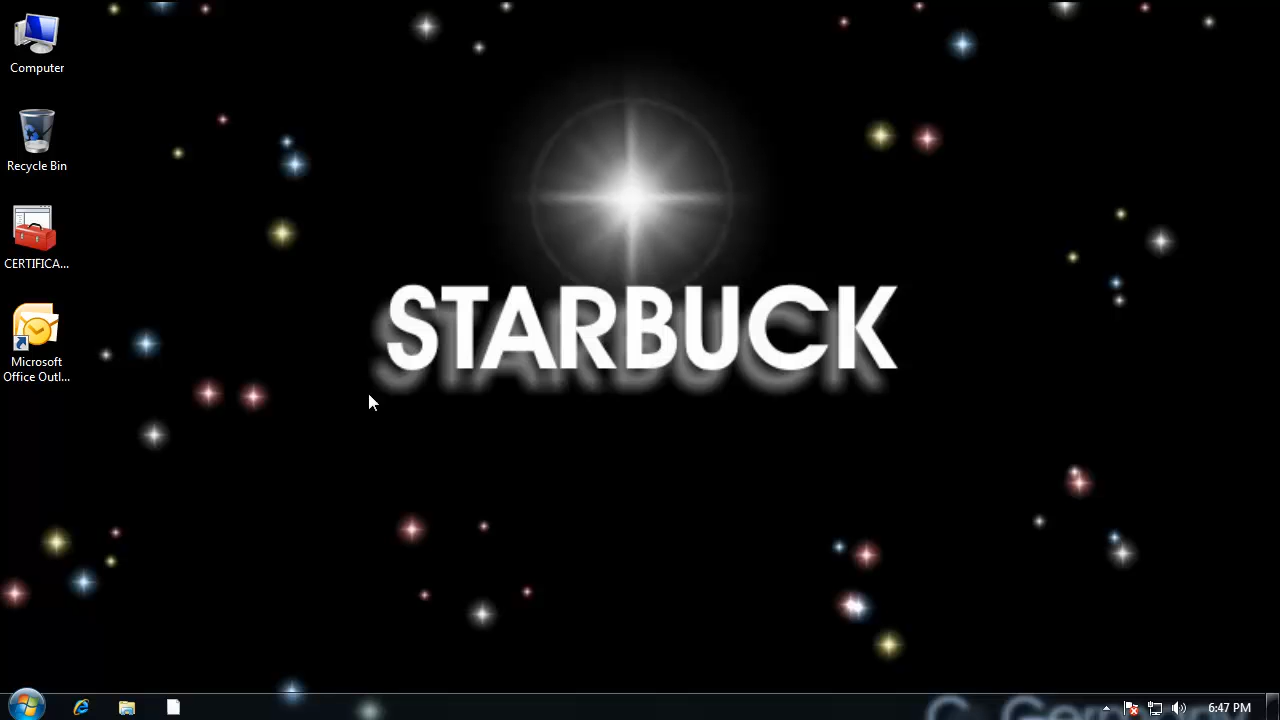 Computer
Recycle Bin
CERTIFICA...
Microsoft
Office Outl...
STARBUCK
6:47 PM